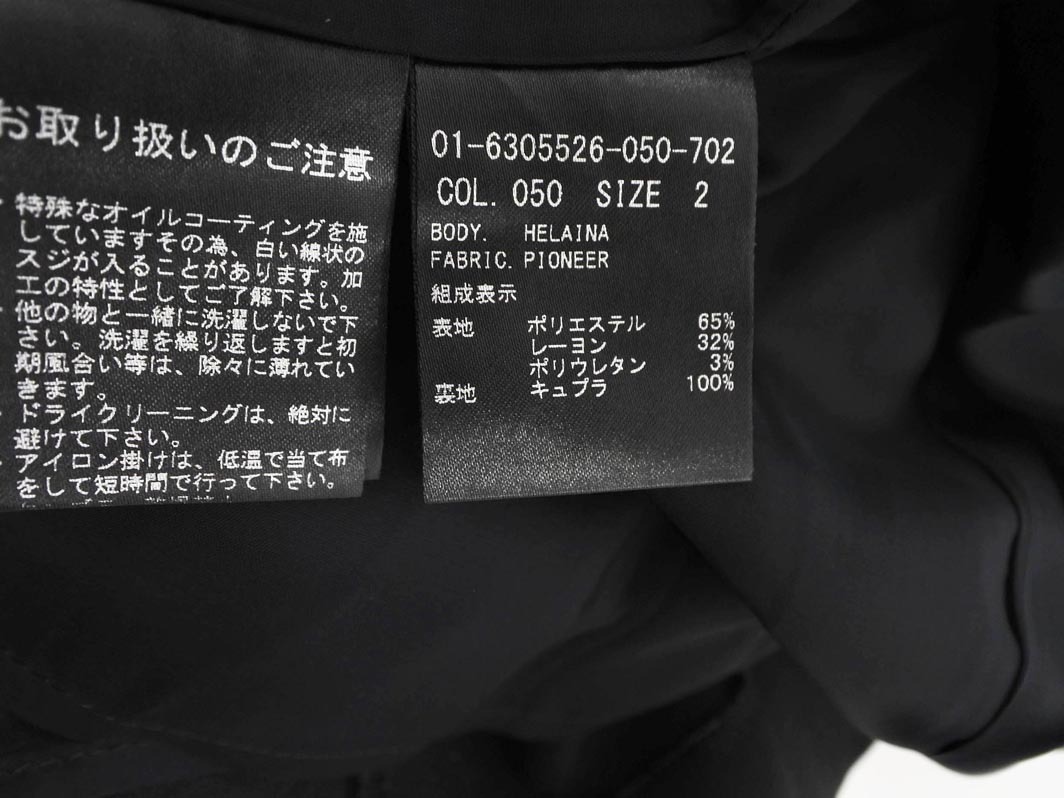 お取り扱いのご注意
・特殊なオイルコーティングを施
していますその為、白い線状の
スジが入ることがあります。加
工の特性としてご了解下さい。
・他の物と一緒に洗濯しないで下
さい。洗濯を繰り返しますと初
期風合い等は、除々に薄れてい
きます。
・ドライクリーニングは、絶対に
避けて下さい。
・アイロン掛けは、低温で当て布
をして短時間で行って下さい。
01-6305526-050-702
COL. 050 SIZE 2
BODY. HELAINA
FABRIC. PIONEER
組成表示
表地 ポリエステル 65%
レーヨン 32%
ポリウレタン 3%
裏地 キュプラ 100%